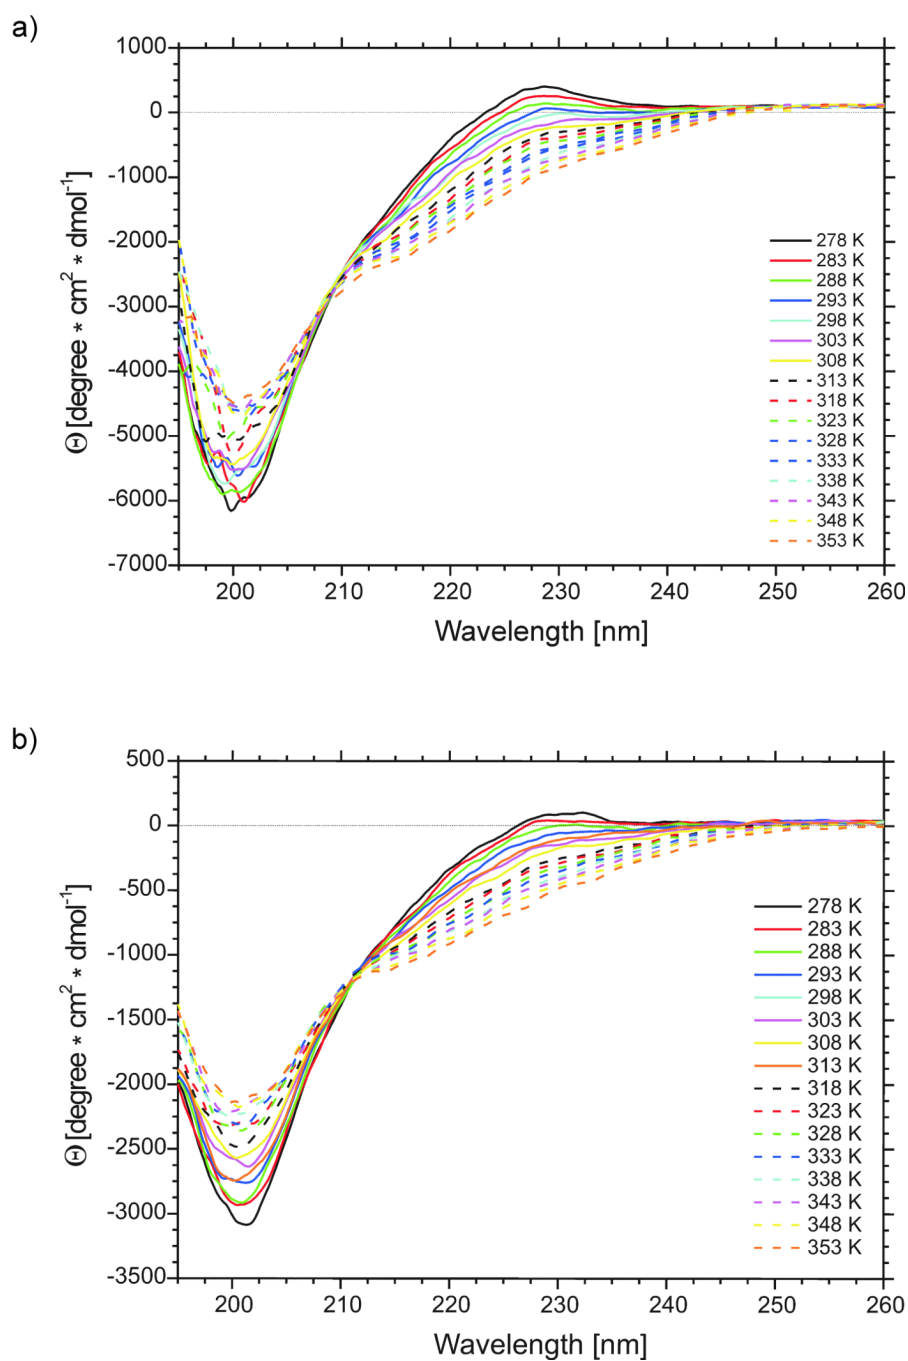 a)
1000
0
-1000
-2000
-3000
-4000
-5000
-6000
-7000
Θ [degree * cm² * dmol⁻¹]
278 K
283 K
288 K
293 K
298 K
303 K
308 K
313 K
318 K
323 K
328 K
333 K
338 K
343 K
348 K
353 K
200 210 220 230 240 250 260
Wavelength [nm]
b)
500
0
-500
-1000
-1500
-2000
-2500
-3000
-3500
Θ [degree * cm² * dmol⁻¹]
278 K
283 K
288 K
293 K
298 K
303 K
308 K
313 K
318 K
323 K
328 K
333 K
338 K
343 K
348 K
353 K
200 210 220 230 240 250 260
Wavelength [nm]